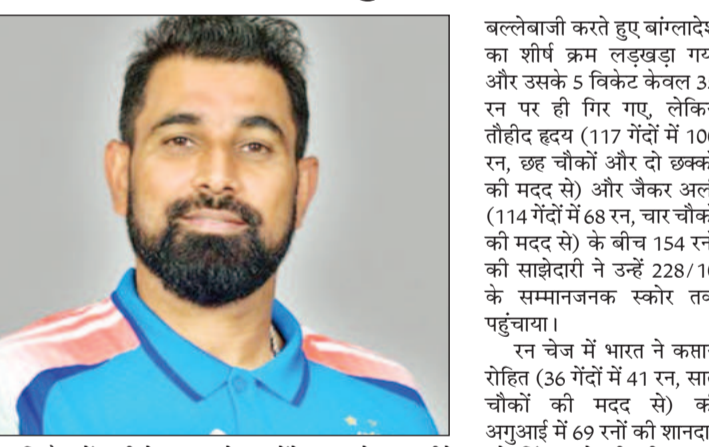 बल्लेबाजी करते हुए बांग्लादेश
का शीर्ष क्रम लड़खड़ा
और उसके 5 विकेट केवल
रन पर ही गिर गए, लेकिन
तौहीद हृदय (117 गेंदों में
रन, छह चौकों और दो छक्कों
की मदद से) और जैकर अली
(114 गेंदों में 68 रन, चार चौकों
की मदद से) के बीच 154 रनों
की साझेदारी ने उन्हें
के सम्मानजनक स्कोर तक
पहुंचाया।
रन चेज में भारत ने कप्तान
रोहित (36 गेंदों में 41 रन, सात
चौकों की मदद से) की
अगुआई में 69 रनों की शानदार